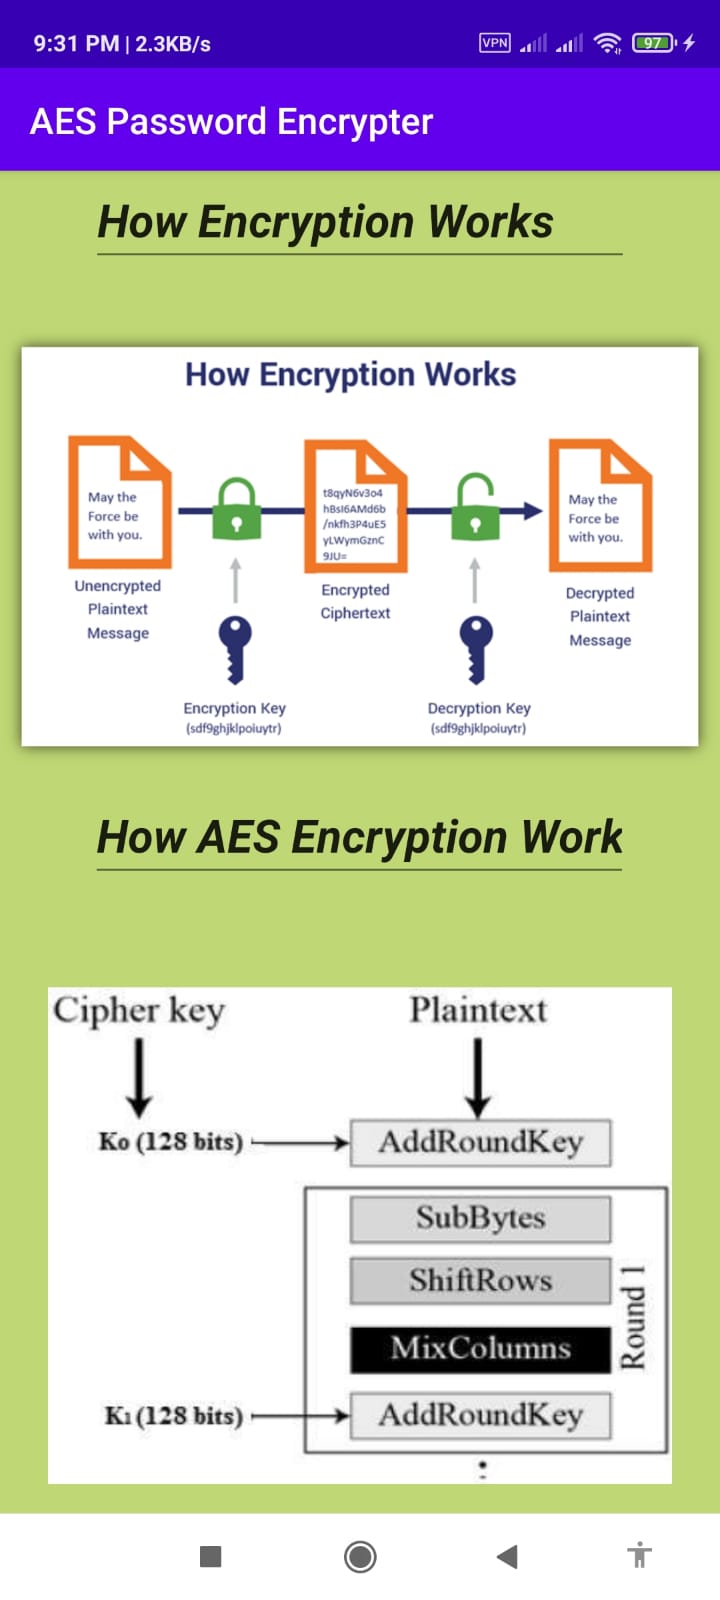 9:31 PM | 2.3KB/s VPN 97
AES Password Encrypter
How Encryption Works
How Encryption Works
May the
Force be
with you.
t8qyN6v3o4
hBsI6AMd6b
/nkfh3P4uE5
yLWymGznC
9JU=
May the
Force be
with you.
Unencrypted
Plaintext
Message
Encrypted
Ciphertext
Decrypted
Plaintext
Message
Encryption Key
(sdf9ghjklpoiuytr)
Decryption Key
(sdf9ghjklpoiuytr)
How AES Encryption Work
Cipher key
Plaintext
K0 (128 bits)
AddRoundKey
SubBytes
ShiftRows
MixColumns
Round 1
K1 (128 bits)
AddRoundKey